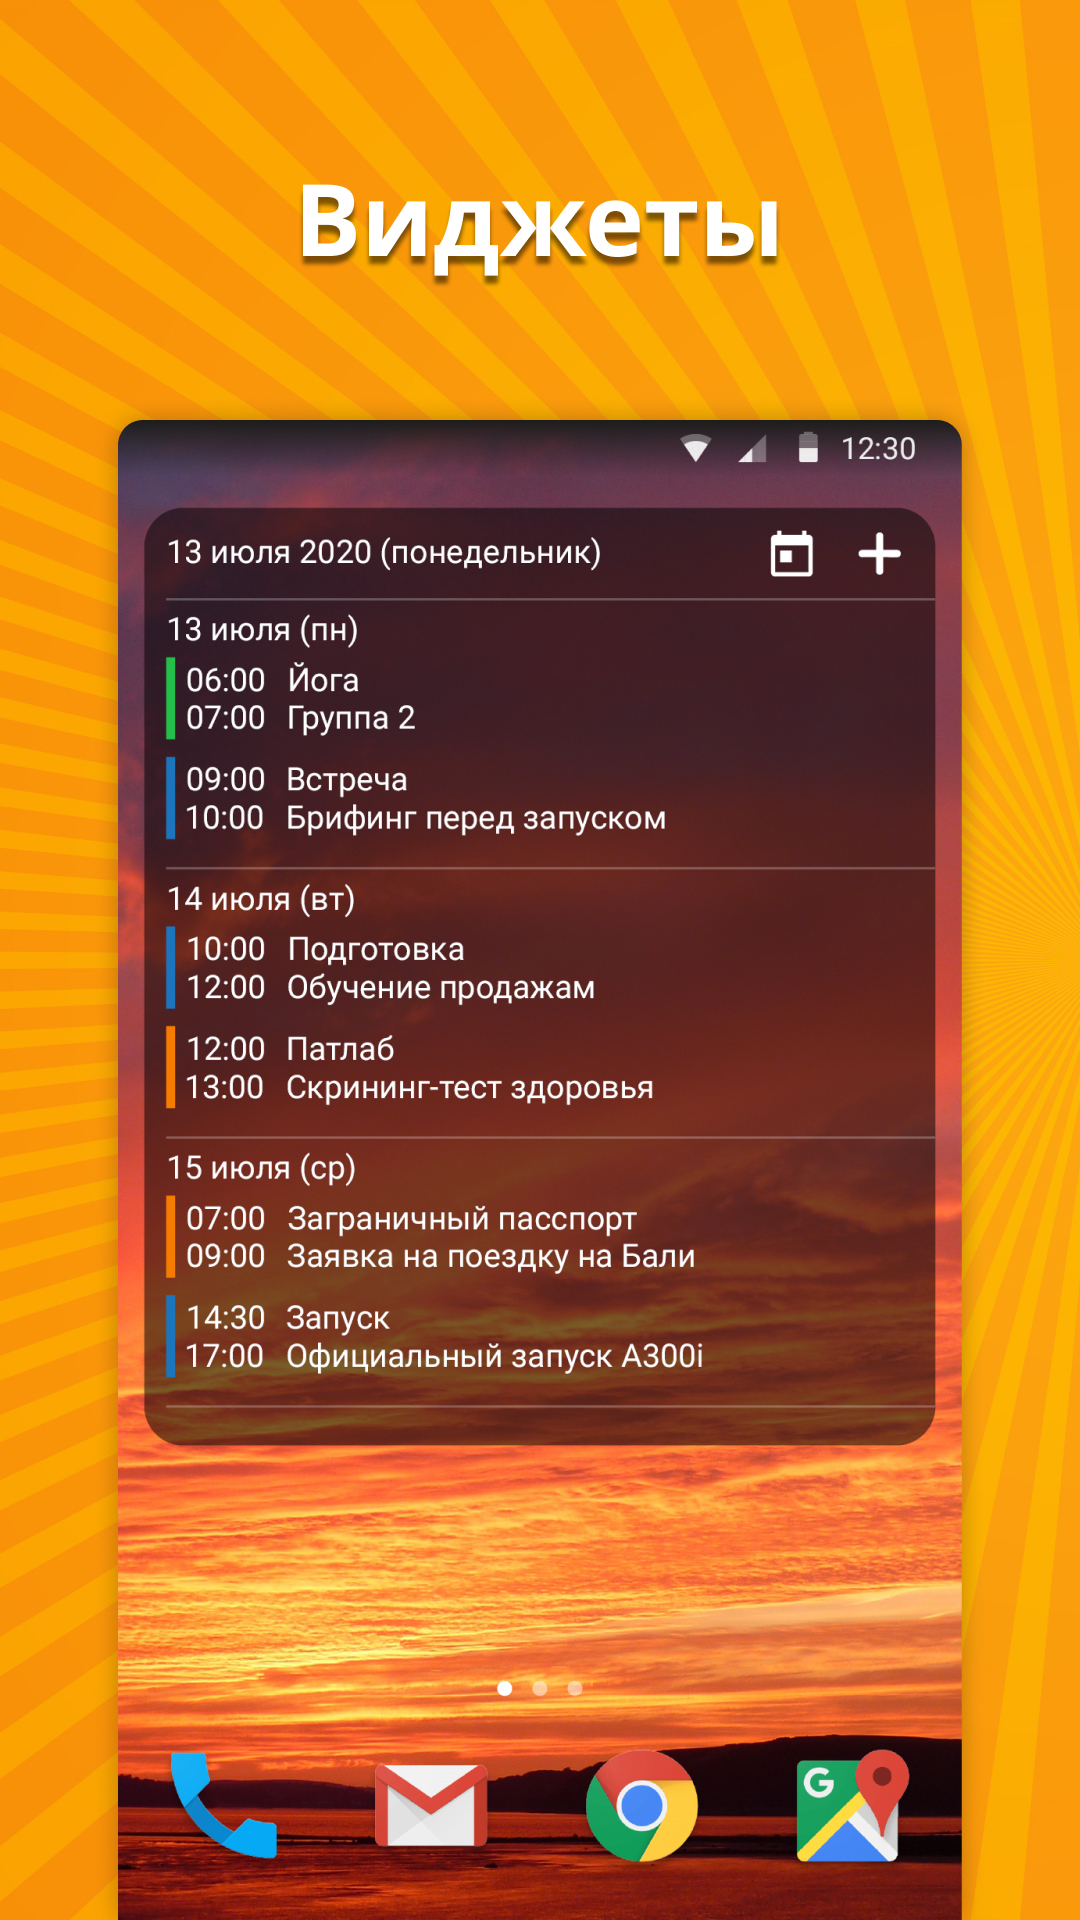 Виджеты
12:30
13 июля 2020 (понедельник)
13 июля (пн)
06:00 Йога
07:00 Группа 2
09:00 Встреча
10:00 Брифинг перед запуском
14 июля (вт)
10:00 Подготовка
12:00 Обучение продажам
12:00 Патлаб
13:00 Скрининг-тест здоровья
15 июля (ср)
07:00 Заграничный пасспорт
09:00 Заявка на поездку на Бали
14:30 Запуск
17:00 Официальный запуск A300i
G